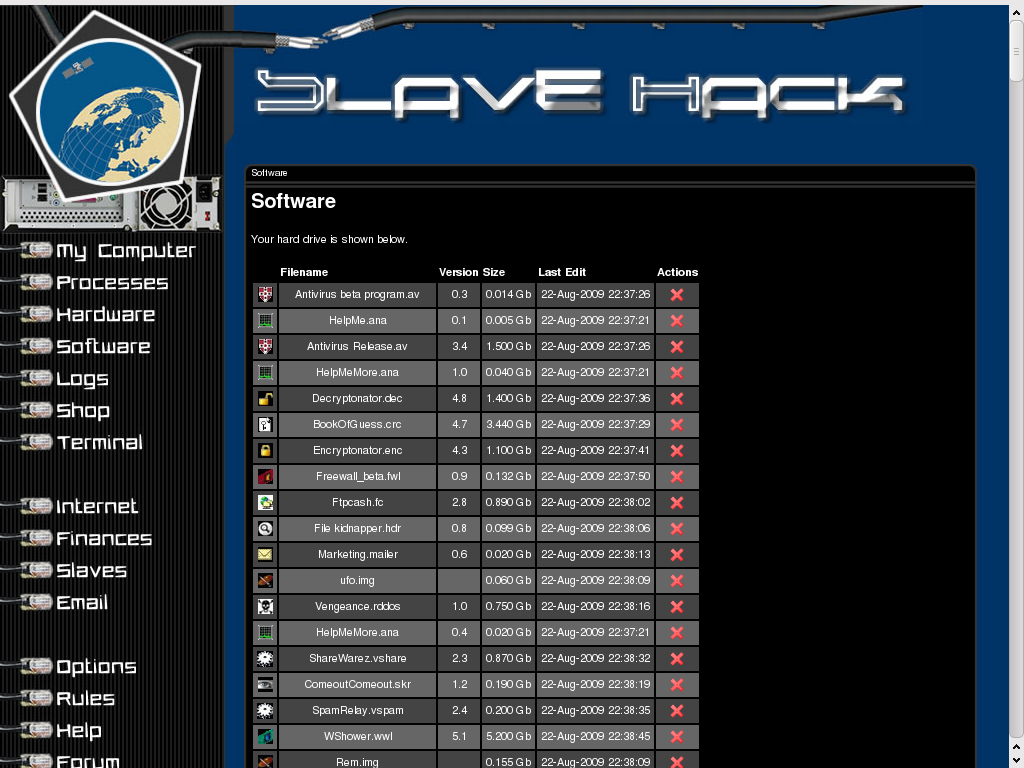 SLAVE HACK
My Computer
Processes
Hardware
Software
Logs
Shop
Terminal
Internet
Finances
Slaves
Email
Options
Rules
Help
Forum
Software
Software
Your hard drive is shown below.
Filename Version Size Last Edit Actions
Antivirus beta program.av 0.3 0.014 Gb 22-Aug-2009 22:37:26
HelpMe.ana 0.1 0.005 Gb 22-Aug-2009 22:37:21
Antivirus Release.av 3.4 1.500 Gb 22-Aug-2009 22:37:26
HelpMeMore.ana 1.0 0.040 Gb 22-Aug-2009 22:37:21
Decryptonator.dec 4.8 1.400 Gb 22-Aug-2009 22:37:36
BookOfGuess.crc 4.7 3.440 Gb 22-Aug-2009 22:37:29
Encryptonator.enc 4.3 1.100 Gb 22-Aug-2009 22:37:41
Freewall_beta.fwl 0.9 0.132 Gb 22-Aug-2009 22:37:50
Ftpcash.fc 2.8 0.890 Gb 22-Aug-2009 22:38:02
File kidnapper.hdr 0.8 0.099 Gb 22-Aug-2009 22:38:06
Marketing.mailer 0.6 0.020 Gb 22-Aug-2009 22:38:13
ufo.img 0.060 Gb 22-Aug-2009 22:38:09
Vengeance.rddos 1.0 0.750 Gb 22-Aug-2009 22:38:16
HelpMeMore.ana 0.4 0.020 Gb 22-Aug-2009 22:37:21
ShareWarez.vshare 2.3 0.870 Gb 22-Aug-2009 22:38:32
ComeoutComeout.skr 1.2 0.190 Gb 22-Aug-2009 22:38:19
SpamRelay.vspam 2.4 0.200 Gb 22-Aug-2009 22:38:35
WShower.wwl 5.1 5.200 Gb 22-Aug-2009 22:38:45
Rem.img 0.155 Gb 22-Aug-2009 22:38:09